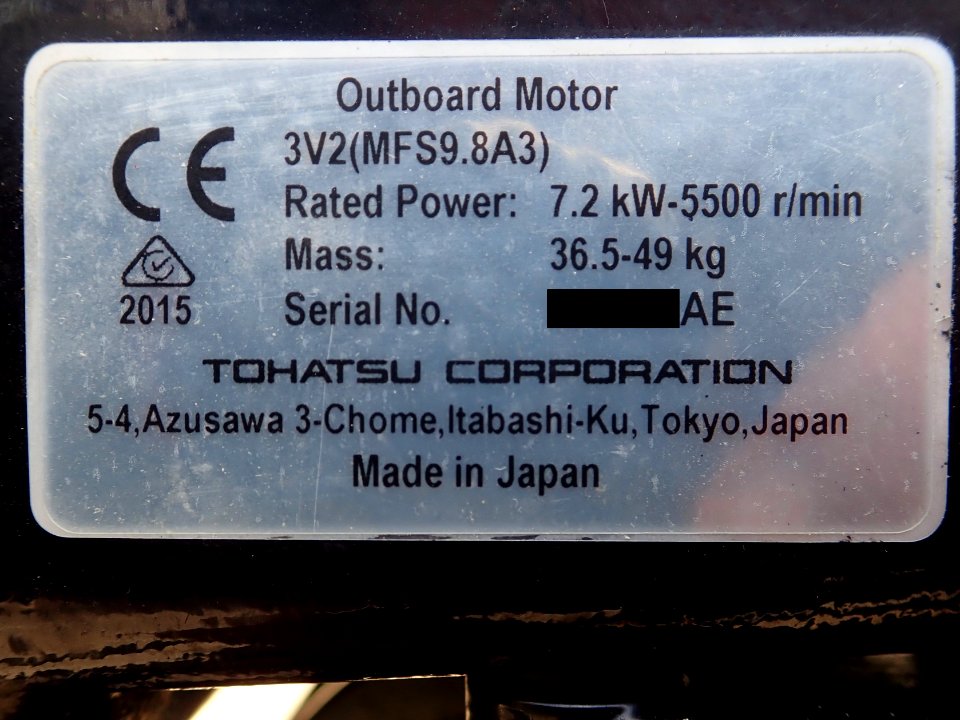 Outboard Motor
CE
3V2(MFS9.8A3)
Rated Power: 7.2 kW-5500 r/min
Mass: 36.5-49 kg
2015
Serial No. AE
TOHATSU CORPORATION
5-4,Azusawa 3-Chome,Itabashi-Ku,Tokyo,Japan
Made in Japan